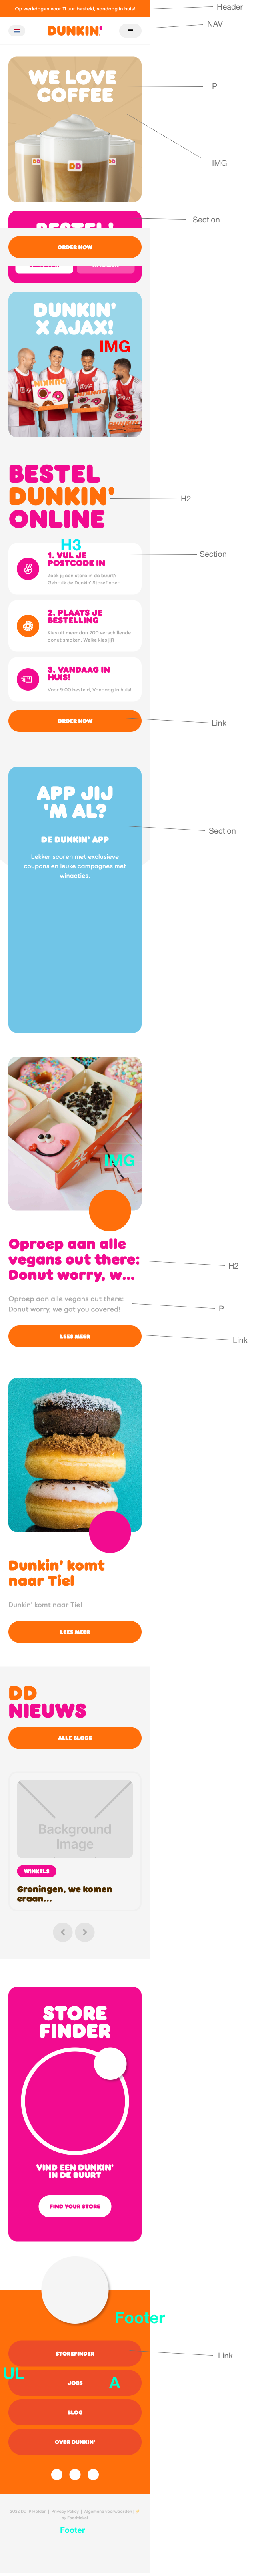 Op werkdagen voor 11 uur besteld, vandaag in huis!
Header
DUNKIN'
NAV
WE LOVE
COFFEE
P
DD
DD
DD
IMG
Section
ORDER NOW
DUNKIN'
X AJAX!
IMG
BESTEL
DUNKIN'
ONLINE
H2
H3
1. VUL JE
POSTCODE IN
Section
Zoek jij een store in de buurt?
Gebruik de Dunkin' Storefinder.
2. PLAATS JE
BESTELLING
Kies uit meer dan 200 verschillende
donut smaken. Welke kies jij?
3. VANDAAG IN
HUIS!
Voor 11:00 besteld, Vandaag in huis!
ORDER NOW
Link
APP JIJ
'M AL?
Section
DE DUNKIN' APP
Lekker scoren met exclusieve
coupons en leuke campagnes met
winacties.
IMG
Oproep aan alle
vegans out there:
Donut worry, w...
H2
Oproep aan alle vegans out there:
Donut worry, we got you covered!
P
LEES MEER
Link
Dunkin' komt
naar Tiel
Dunkin' komt naar Tiel
LEES MEER
DD
NIEUWS
ALLE BLOGS
Background
Image
WINKELS
Groningen, we komen
eraan...
STORE
FINDER
VIND EEN DUNKIN'
IN DE BUURT
FIND YOUR STORE
Footer
STOREFINDER
Link
UL
JOBS
A
BLOG
OVER DUNKIN'
2022 DD IP Holder | Privacy Policy | Algemene voorwaarden |
Footer